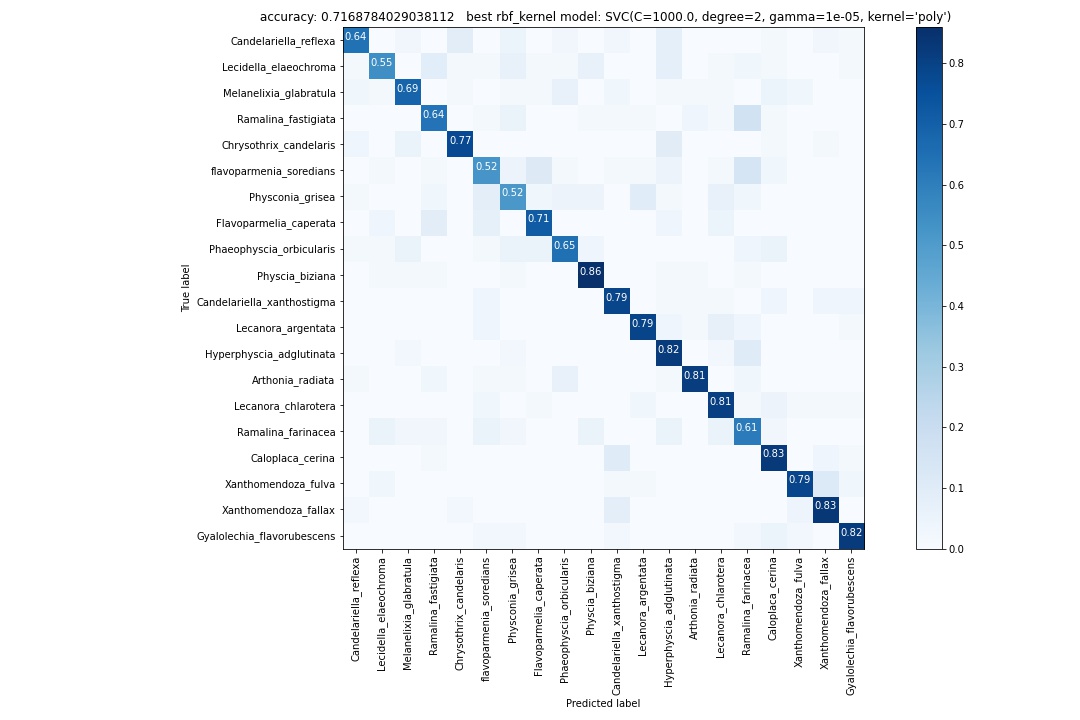 accuracy: 0.7168784029038112   best rbf_kernel model: SVC(C=1000.0, degree=2, gamma=1e-05, kernel='poly')
True label
Candelariella_reflexa
Lecidella_elaeochroma
Melanelixia_glabratula
Ramalina_fastigiata
Chrysothrix_candelaris
flavoparmenia_soredians
Physconia_grisea
Flavoparmelia_caperata
Phaeophyscia_orbicularis
Physcia_biziana
Candelariella_xanthostigma
Lecanora_argentata
Hyperphyscia_adglutinata
Arthonia_radiata
Lecanora_chlarotera
Ramalina_farinacea
Caloplaca_cerina
Xanthomendoza_fulva
Xanthomendoza_fallax
Gyalolechia_flavorubescens
0.64
0.55
0.69
0.64
0.77
0.52
0.52
0.71
0.65
0.86
0.79
0.79
0.82
0.81
0.81
0.61
0.83
0.79
0.83
0.82
Candelariella_reflexa
Lecidella_elaeochroma
Melanelixia_glabratula
Ramalina_fastigiata
Chrysothrix_candelaris
flavoparmenia_soredians
Physconia_grisea
Flavoparmelia_caperata
Phaeophyscia_orbicularis
Physcia_biziana
Candelariella_xanthostigma
Lecanora_argentata
Hyperphyscia_adglutinata
Arthonia_radiata
Lecanora_chlarotera
Ramalina_farinacea
Caloplaca_cerina
Xanthomendoza_fulva
Xanthomendoza_fallax
Gyalolechia_flavorubescens
Predicted label
0.8
0.7
0.6
0.5
0.4
0.3
0.2
0.1
0.0